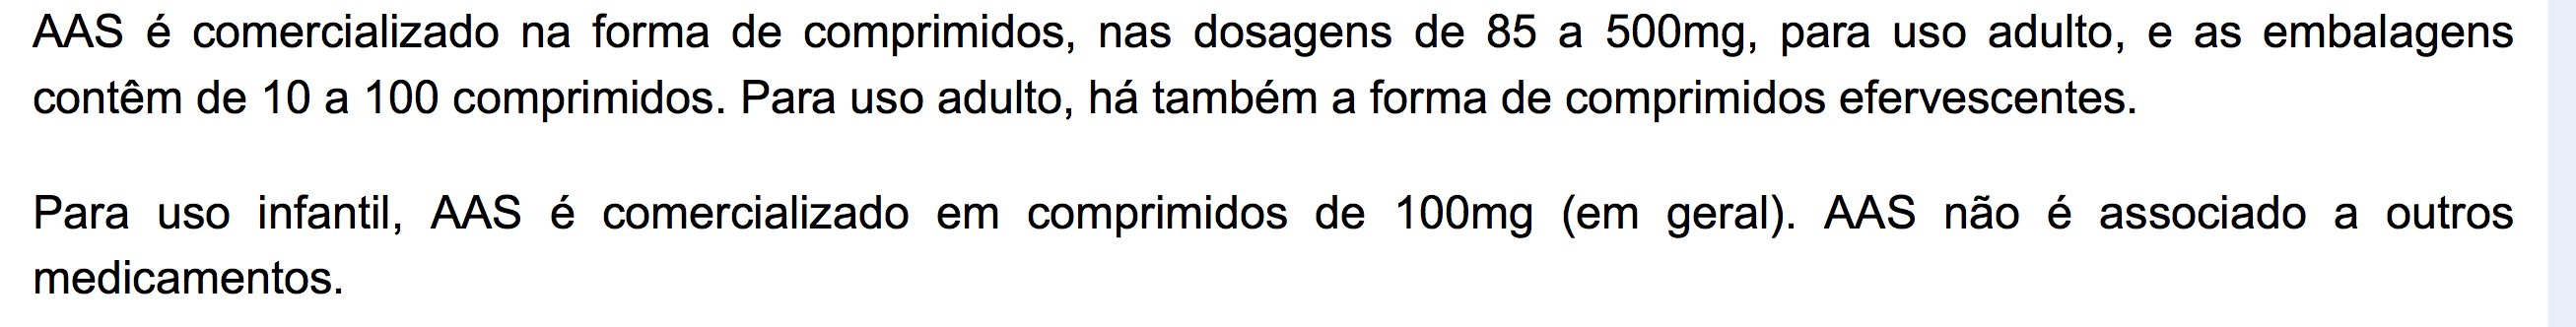 AAS é comercializado na forma de comprimidos, nas dosagens de 85 a 500mg, para uso adulto, e as embalagens
contêm de 10 a 100 comprimidos. Para uso adulto, há também a forma de comprimidos efervescentes.
Para uso infantil, AAS é comercializado em comprimidos de 100mg (em geral). AAS não é associado a outros
medicamentos.